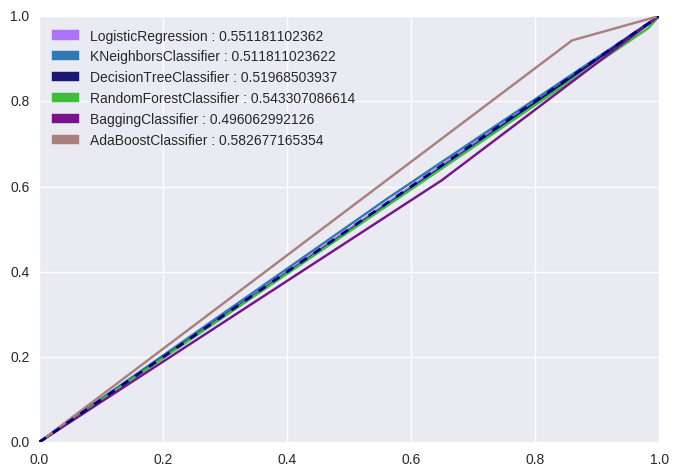 1.0
LogisticRegression : 0.551181102362
KNeighborsClassifier : 0.511811023622
DecisionTreeClassifier : 0.51968503937
0.8
RandomForestClassifier : 0.543307086614
BaggingClassifier : 0.496062992126
AdaBoostClassifier : 0.582677165354
0.6
0.4
0.2
0.0
0.0 0.2 0.4 0.6 0.8 1.0